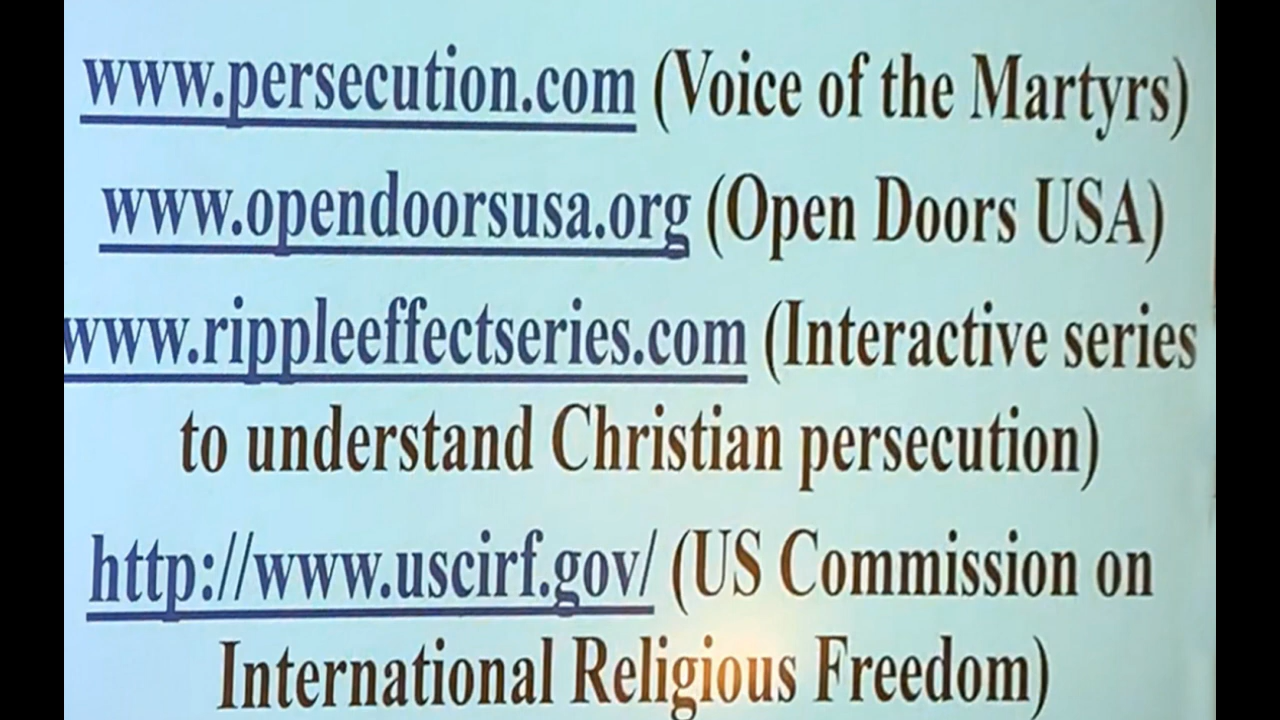 www.persecution.com (Voice of the Martyrs)
www.opendoorsusa.org (Open Doors USA)
www.rippleeffectseries.com (Interactive series
to understand Christian persecution)
http://www.uscirf.gov/ (US Commission on
International Religious Freedom)